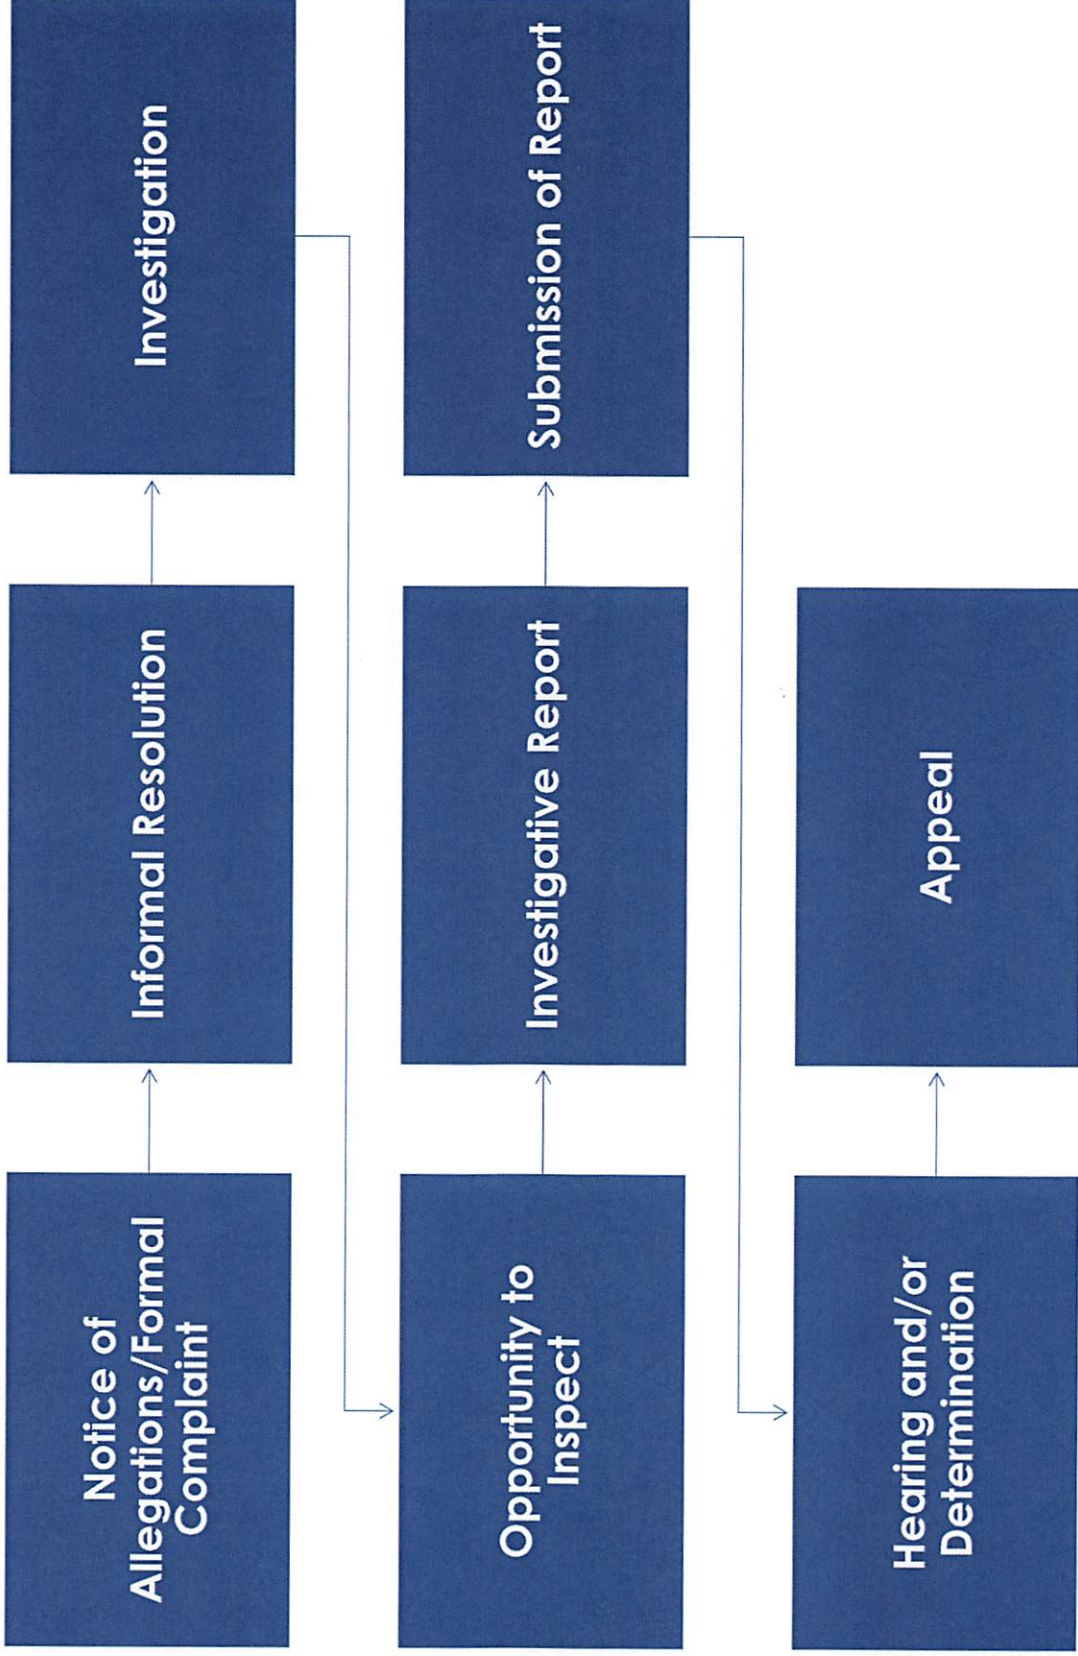 Notice of
Allegations/Formal
Complaint
Informal Resolution
Investigation
Opportunity to
Inspect
Investigative Report
Submission of Report
Hearing and/or
Determination
Appeal